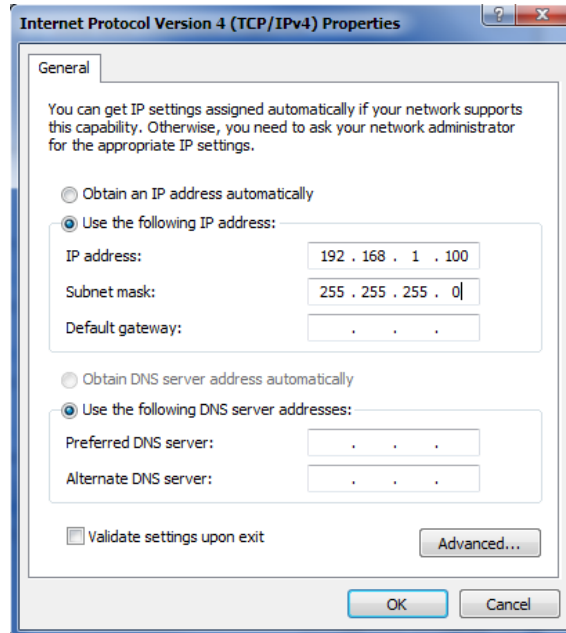 Internet Protocol Version 4 (TCP/IPv4) Properties
General
You can get IP settings assigned automatically if your network supports
this capability. Otherwise, you need to ask your network administrator
for the appropriate IP settings.
Obtain an IP address automatically
Use the following IP address:
IP address: 192 . 168 . 1 . 100
Subnet mask: 255 . 255 . 255 . 0
Default gateway: . . .
Obtain DNS server address automatically
Use the following DNS server addresses:
Preferred DNS server: . . .
Alternate DNS server: . . .
Validate settings upon exit
Advanced...
OK Cancel